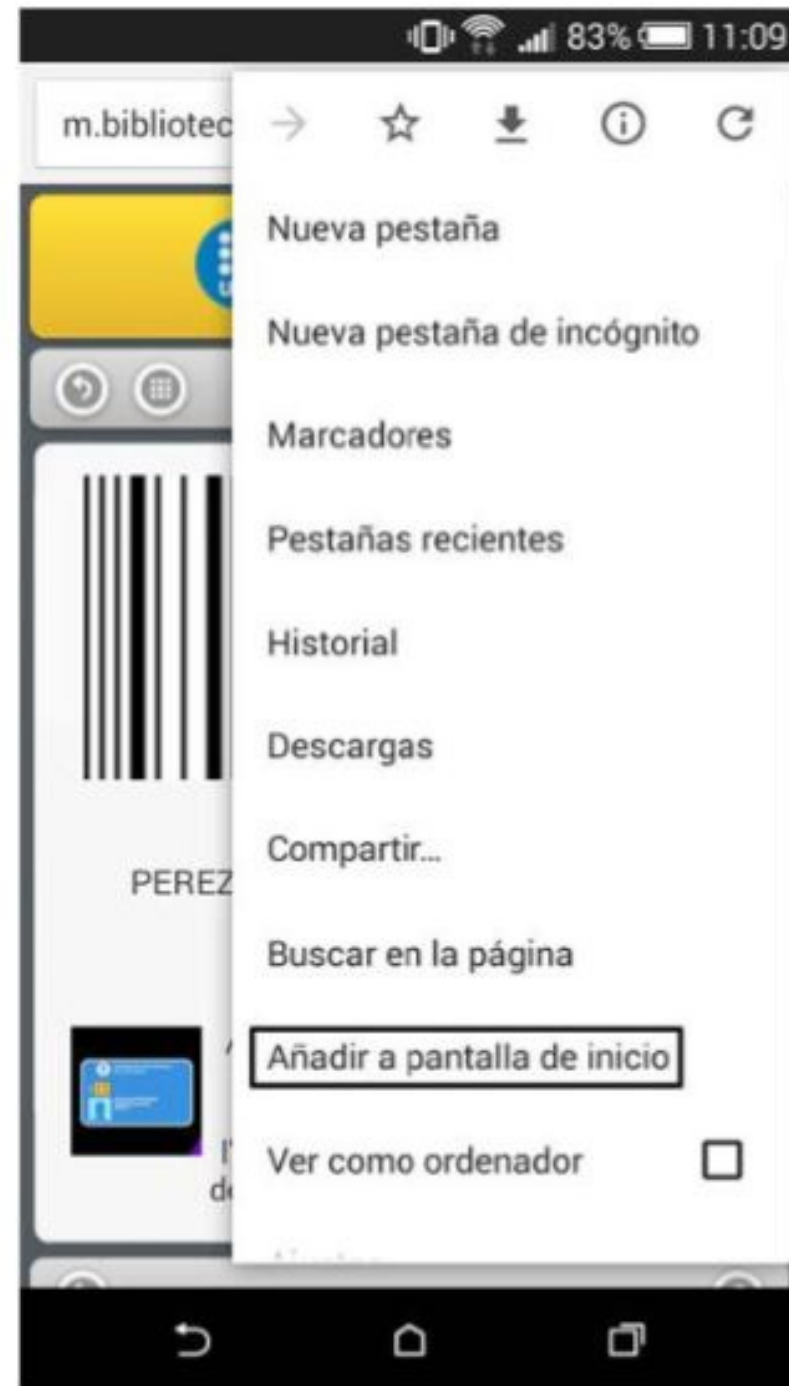 83% 11:09
m.bibliotec
Nueva pestaña
Nueva pestaña de incógnito
Marcadores
Pestañas recientes
Historial
Descargas
Compartir...
Buscar en la página
PEREZ
Añadir a pantalla de inicio
Ver como ordenador